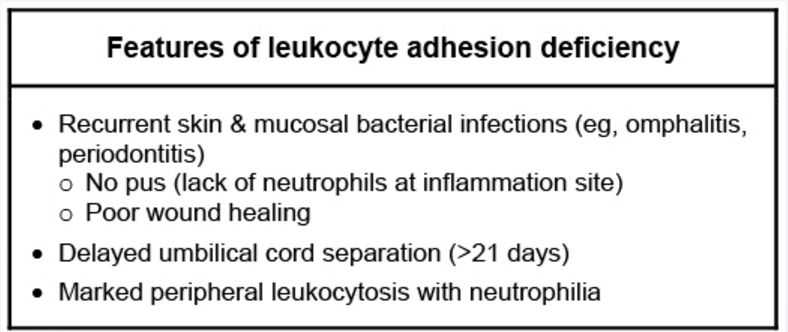 Features of leukocyte adhesion deficiency
• Recurrent skin & mucosal bacterial infections (eg, omphalitis,
periodontitis)
o No pus (lack of neutrophils at inflammation site)
o Poor wound healing
• Delayed umbilical cord separation (>21 days)
• Marked peripheral leukocytosis with neutrophilia